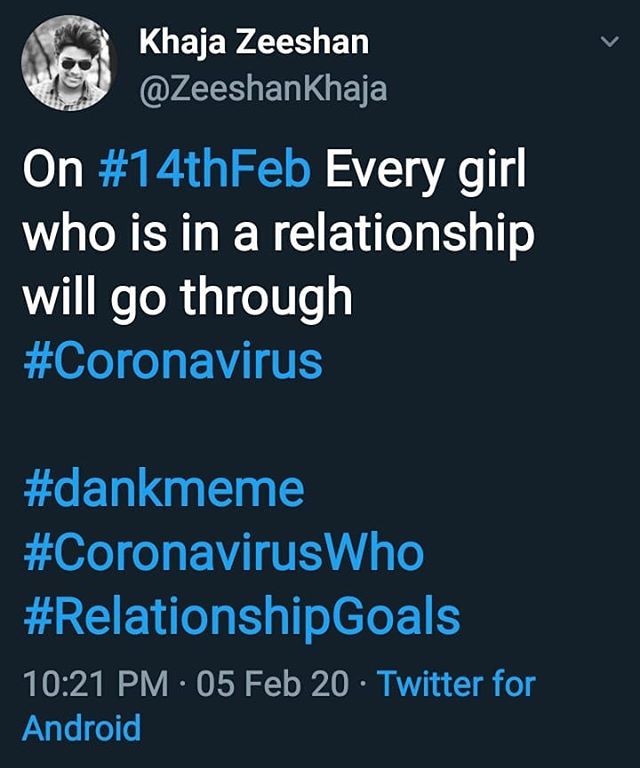 Khaja Zeeshan
@ZeeshanKhaja
On #14thFeb Every girl
who is in a relationship
will go through
#Coronavirus
#dankmeme
#CoronavirusWho
#RelationshipGoals
10:21 PM · 05 Feb 20 · Twitter for
Android